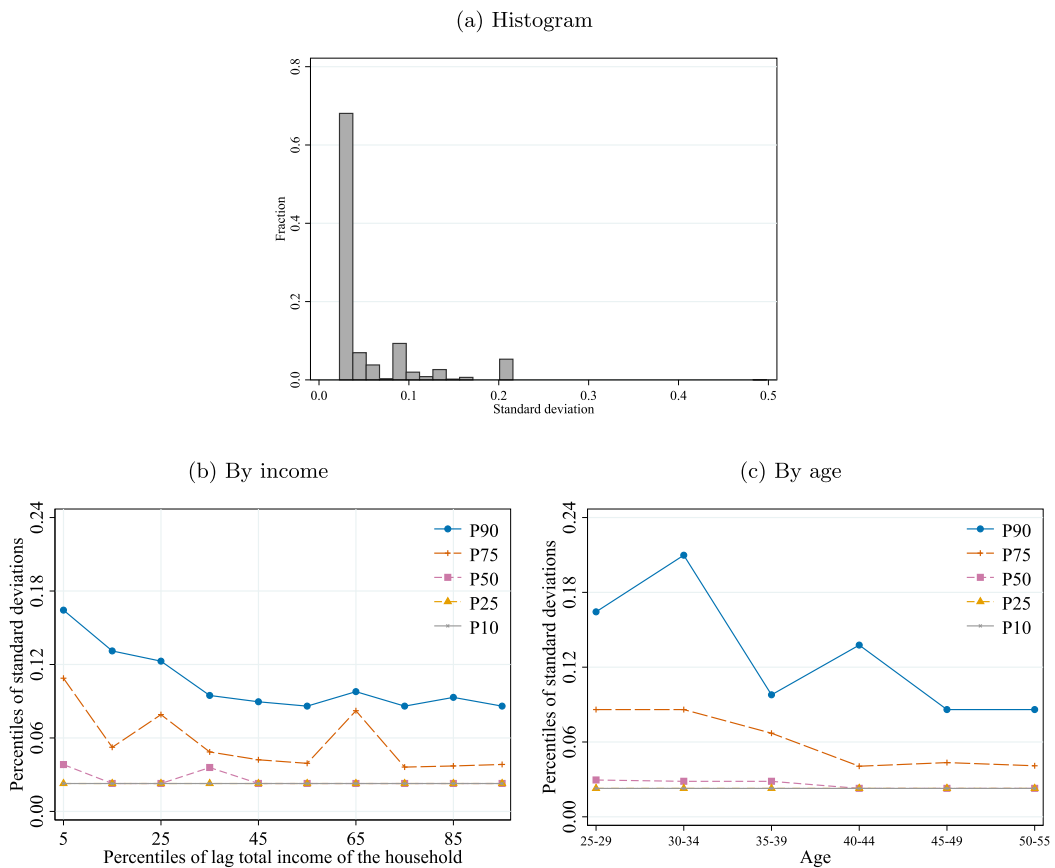 (a) Histogram
0.8
0.6
0.4
0.2
0.0
Fraction
0.0 0.1 0.2 0.3 0.4 0.5
Standard deviation
(b) By income
0.24
0.18
0.12
0.06
0.00
Percentiles of standard deviations
P90
P75
P50
P25
P10
5 25 45 65 85
Percentiles of lag total income of the household
(c) By age
0.24
0.18
0.12
0.06
0.00
Percentiles of standard deviations
P90
P75
P50
P25
P10
25-29 30-34 35-39 40-44 45-49 50-55
Age